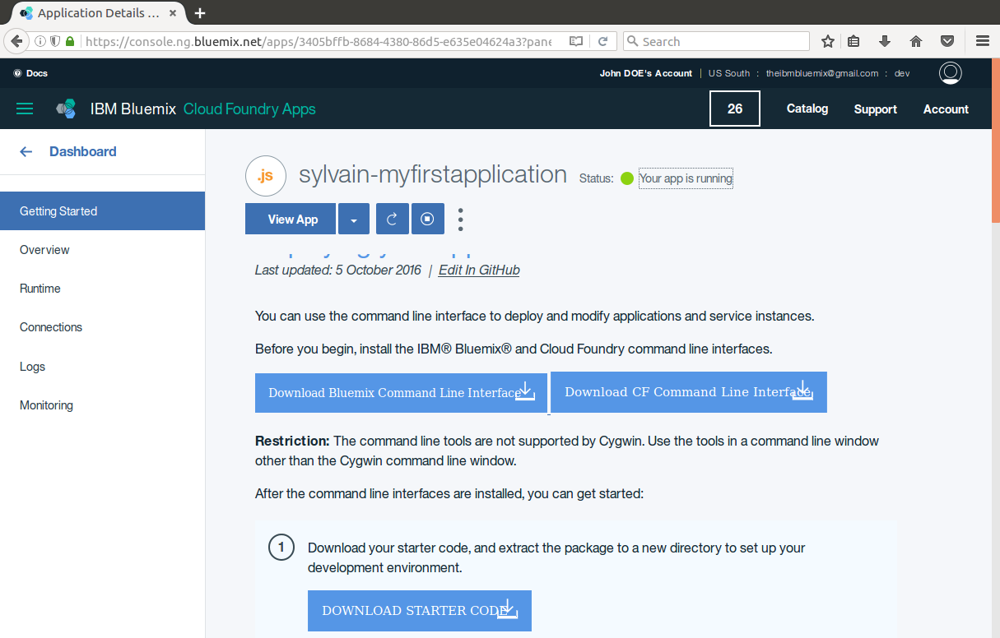 Application Details ...
https://console.ng.bluemix.net/apps/3405bffb-8684-4380-86d5-e635e04624a3?pane
Search
Docs
John DOE's Account | US South : theibmbluemix@gmail.com : dev
IBM Bluemix Cloud Foundry Apps
26
Catalog
Support
Account
Dashboard
Getting Started
Overview
Runtime
Connections
Logs
Monitoring
.js
sylvain-myfirstapplication
Status: Your app is running
View App
Last updated: 5 October 2016 | Edit In GitHub
You can use the command line interface to deploy and modify applications and service instances.
Before you begin, install the IBM® Bluemix® and Cloud Foundry command line interfaces.
Download Bluemix Command Line Interface
Download CF Command Line Interface
Restriction: The command line tools are not supported by Cygwin. Use the tools in a command line window
other than the Cygwin command line window.
After the command line interfaces are installed, you can get started:
1
Download your starter code, and extract the package to a new directory to set up your
development environment.
DOWNLOAD STARTER CODE